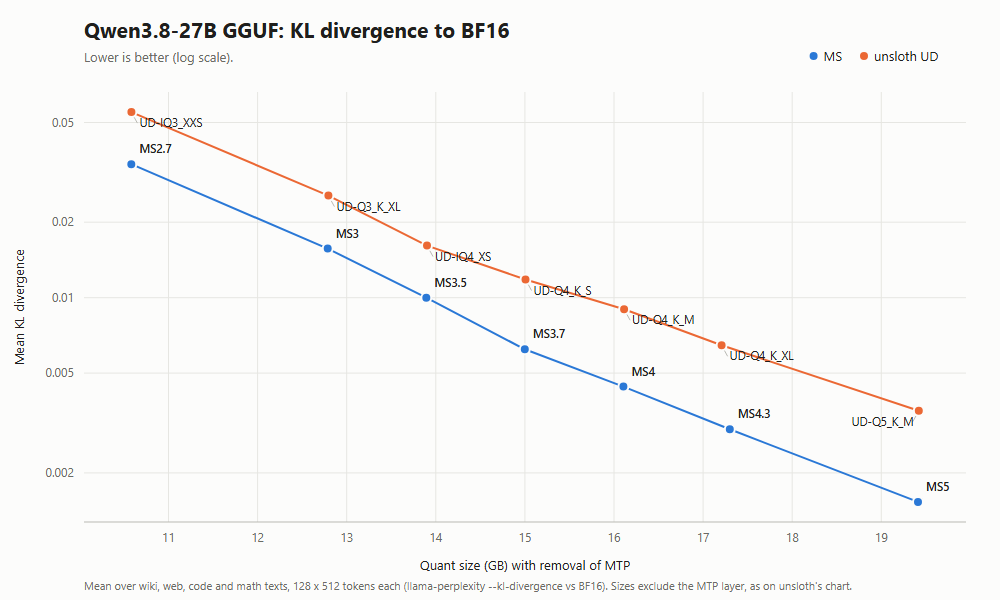 Qwen3.8-27B GGUF: KL divergence to BF16
Lower is better (log scale).
MS
unsloth UD
Mean KL divergence
0.05
0.02
0.01
0.005
0.002
UD-IQ3_XXS
MS2.7
UD-Q3_K_XL
MS3
UD-IQ4_XS
MS3.5
UD-Q4_K_S
MS3.7
UD-Q4_K_M
MS4
UD-Q4_K_XL
MS4.3
UD-Q5_K_M
MS5
11
12
13
14
15
16
17
18
19
Quant size (GB) with removal of MTP
Mean over wiki, web, code and math texts, 128 x 512 tokens each (llama-perplexity --kl-divergence vs BF16). Sizes exclude the MTP layer, as on unsloth's chart.